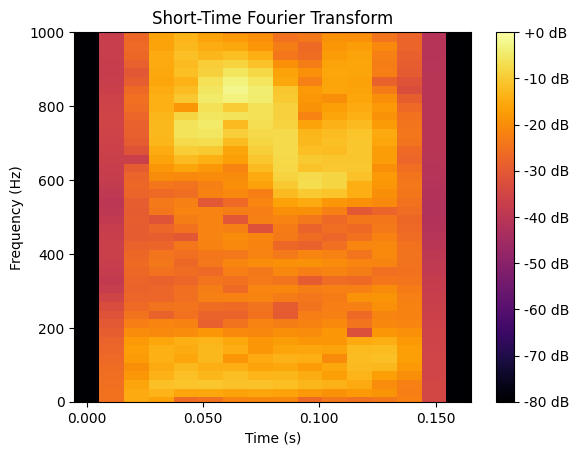 Short-Time Fourier Transform
1000
800
600
400
200
0
Frequency (Hz)
0.000
0.050
0.100
0.150
Time (s)
+0 dB
-10 dB
-20 dB
-30 dB
-40 dB
-50 dB
-60 dB
-70 dB
-80 dB